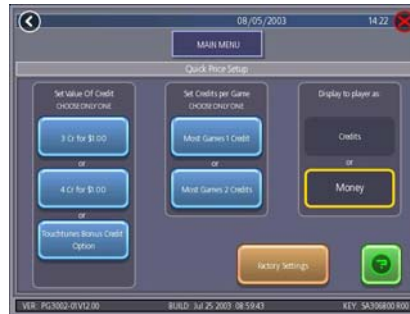 08/05/2003 14:22
MAIN MENU
Quick Price Setup
Set Value Of Credit
CHOOSE ONLY ONE
3 Cr for $1.00
or
4 Cr for $1.00
or
Touchtunes Bonus Credit
Option
Set Credits per Game
CHOOSE ONLY ONE
Most Games 1 Credit
or
Most Games 2 Credits
Display to player as:
Credits
or
Money
Factory Settings
?
VER: PG3002-01V12.00 BUILD Jul 25 2003 08:59:43 KEY: SA306800 R00